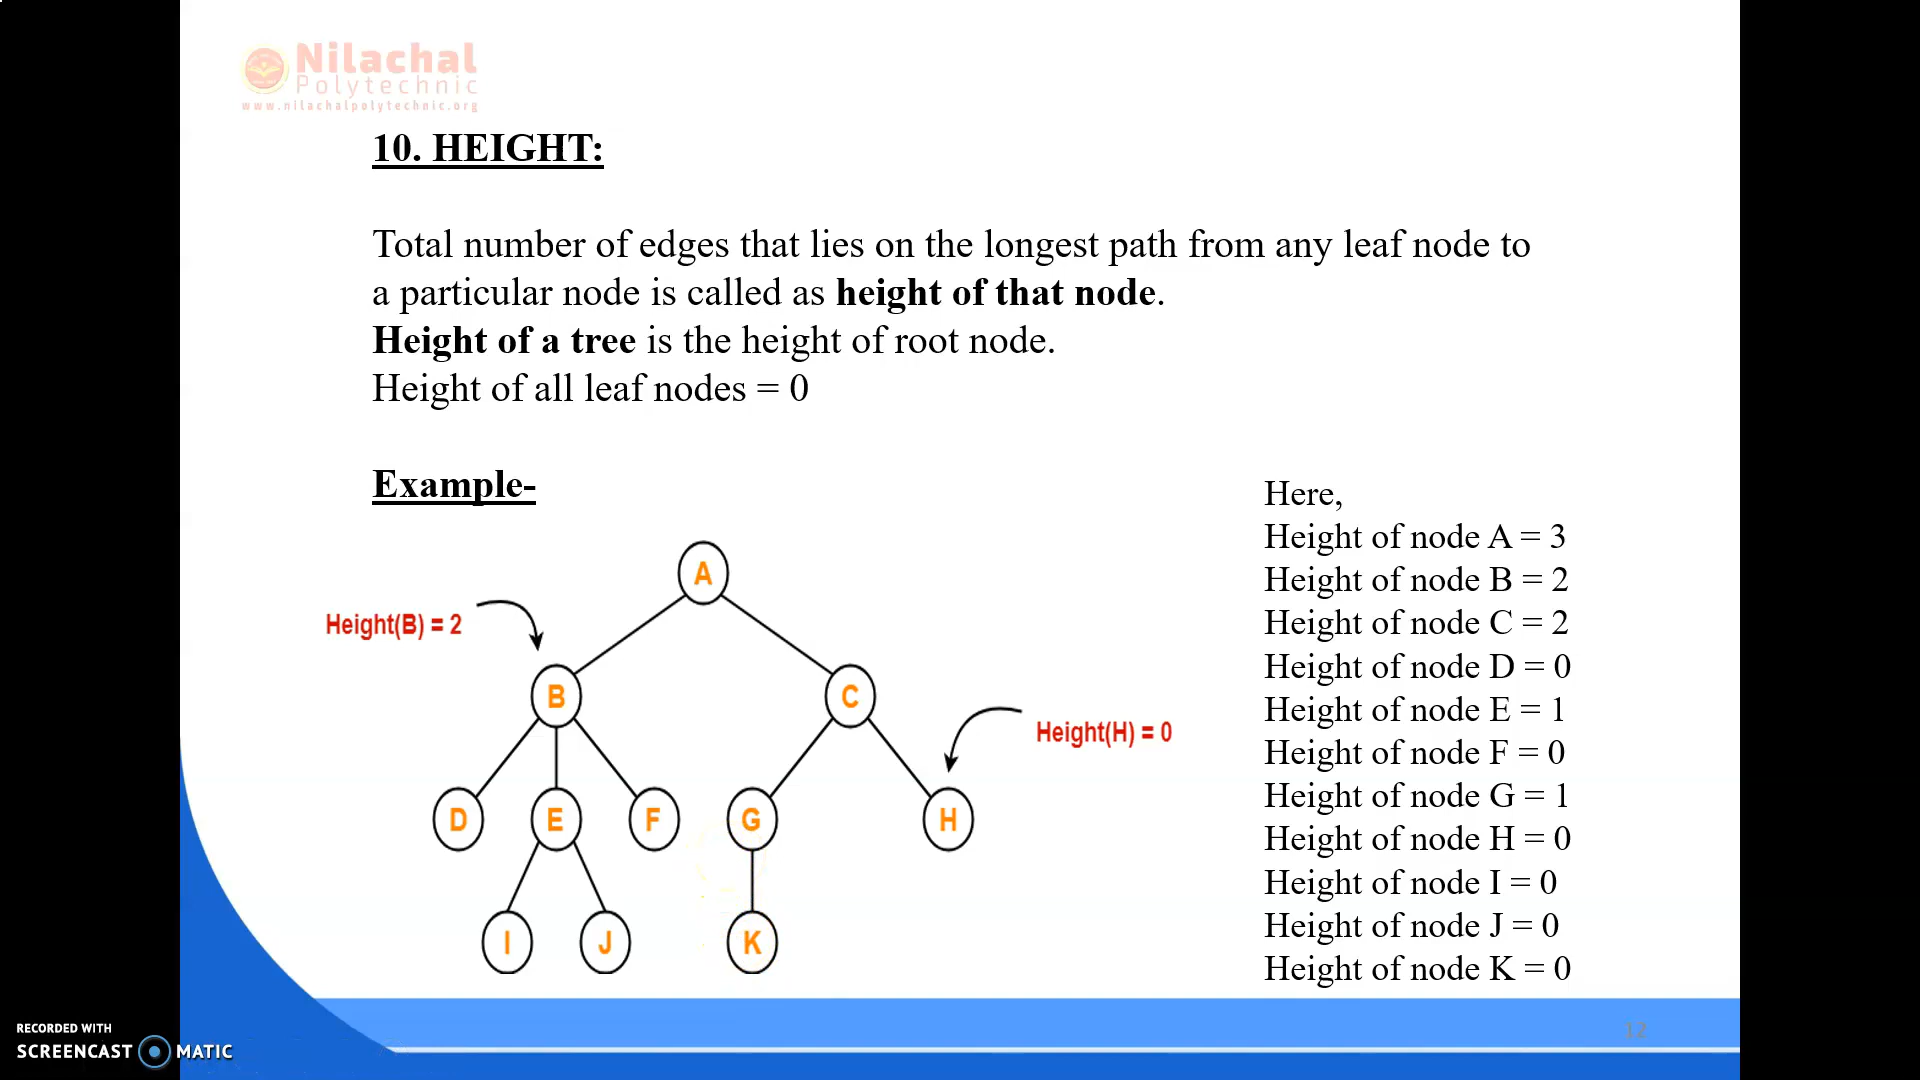 Nilachal
Polytechnic
www.nilachalpolytechnic.org
10. HEIGHT:
Total number of edges that lies on the longest path from any leaf node to
a particular node is called as height of that node.
Height of a tree is the height of root node.
Height of all leaf nodes = 0
Example-
A
Height(B) = 2
B
C
Height(H) = 0
D
E
F
G
H
I
J
K
Here,
Height of node A = 3
Height of node B = 2
Height of node C = 2
Height of node D = 0
Height of node E = 1
Height of node F = 0
Height of node G = 1
Height of node H = 0
Height of node I = 0
Height of node J = 0
Height of node K = 0
12
RECORDED WITH
SCREENCAST MATIC